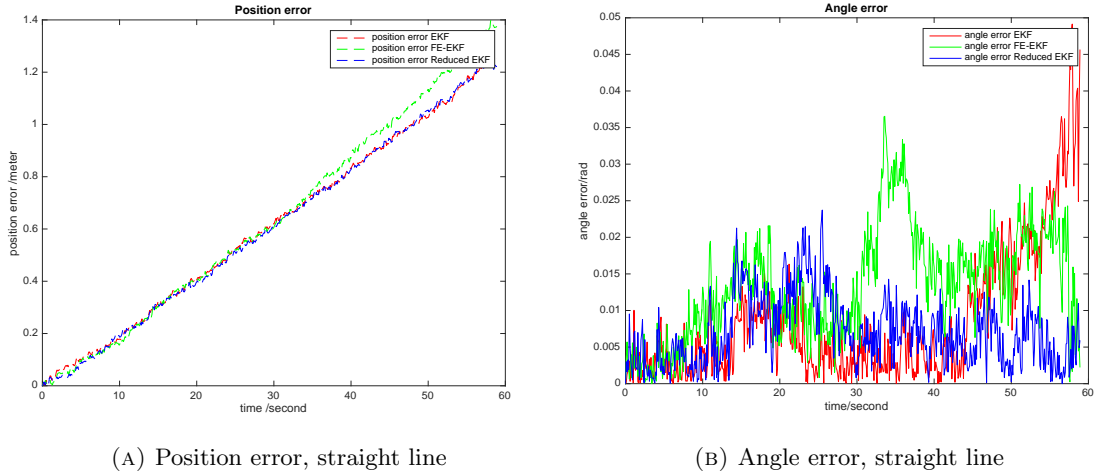 Position error
1.4
1.2
1
0.8
0.6
0.4
0.2
0
position error /meter
0
10
20
30
40
50
60
time /second
position error EKF
position error FE-EKF
position error Reduced EKF
(A) Position error, straight line
Angle error
0.05
0.045
0.04
0.035
0.03
0.025
0.02
0.015
0.01
0.005
0
angle error/rad
0
10
20
30
40
50
60
time/second
angle error EKF
angle error FE-EKF
angle error Reduced EKF
(B) Angle error, straight line